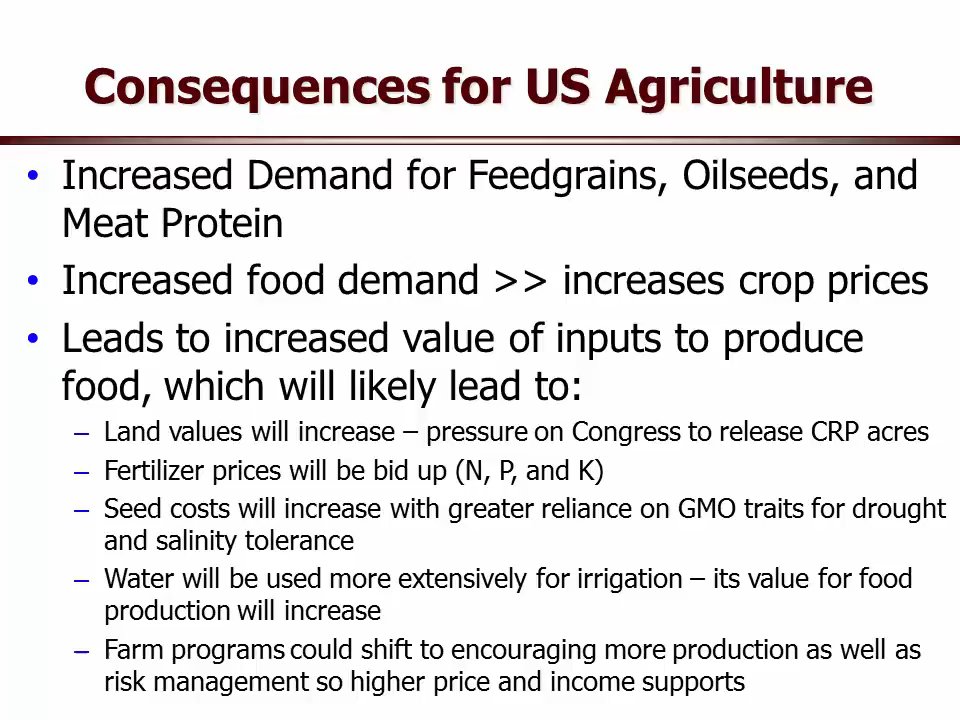 Consequences for US Agriculture
• Increased Demand for Feedgrains, Oilseeds, and
Meat Protein
• Increased food demand >> increases crop prices
• Leads to increased value of inputs to produce
food, which will likely lead to:
– Land values will increase – pressure on Congress to release CRP acres
– Fertilizer prices will be bid up (N, P, and K)
– Seed costs will increase with greater reliance on GMO traits for drought
and salinity tolerance
– Water will be used more extensively for irrigation – its value for food
production will increase
– Farm programs could shift to encouraging more production as well as
risk management so higher price and income supports